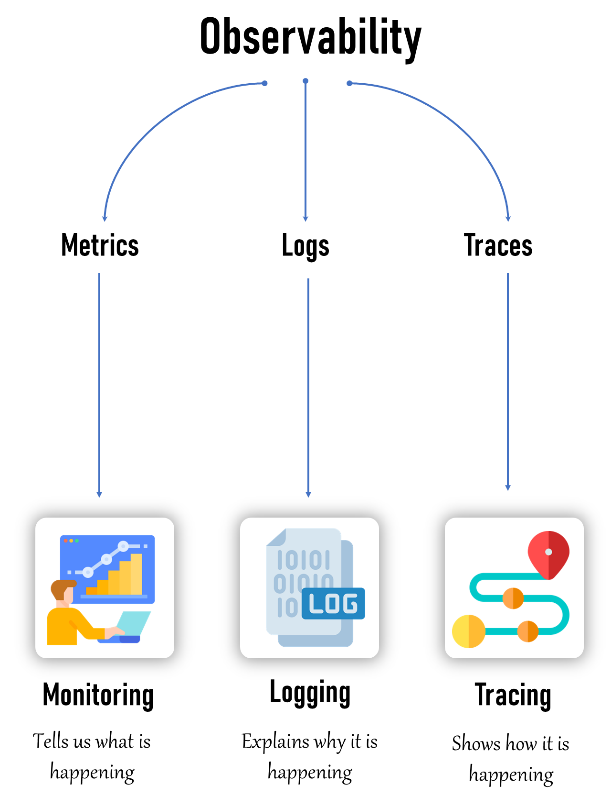 Observability
Metrics
Logs
Traces
10101
01010
10
LOG
Monitoring
Logging
Tracing
Tells us what is
happening
Explains why it is
happening
Shows how it is
happening